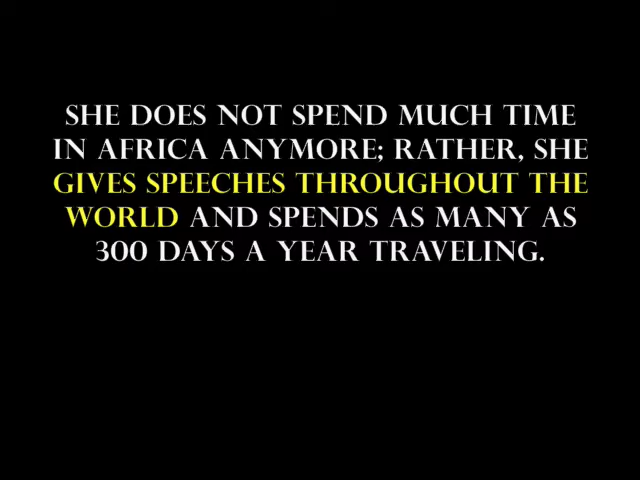 SHE DOES NOT SPEND MUCH TIME
IN AFRICA ANYMORE; RATHER, SHE
GIVES SPEECHES THROUGHOUT THE
WORLD AND SPENDS AS MANY AS
300 DAYS A YEAR TRAVELING.